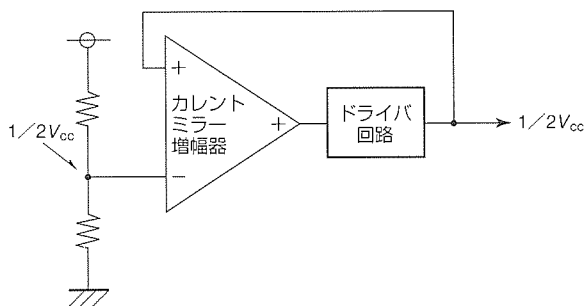 +
カレント
ミラー
増幅器
+
−
ドライバ
回路
1/2Vcc
1/2Vcc